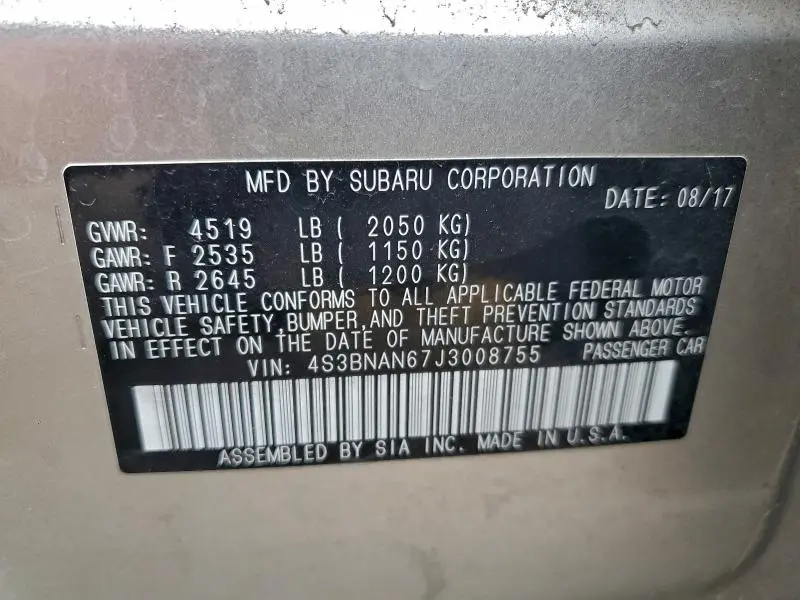 MFD BY SUBARU CORPORATION
DATE: 08/17
GVWR: 4519 LB ( 2050 KG)
GAWR: F 2535 LB ( 1150 KG)
GAWR: R 2645 LB ( 1200 KG)
THIS VEHICLE CONFORMS TO ALL APPLICABLE FEDERAL MOTOR
VEHICLE SAFETY, BUMPER, AND THEFT PREVENTION STANDARDS
IN EFFECT ON THE DATE OF MANUFACTURE SHOWN ABOVE.
VIN: 4S3BNAN67J3008755 PASSENGER CAR
ASSEMBLED BY SIA INC. MADE IN U.S.A.